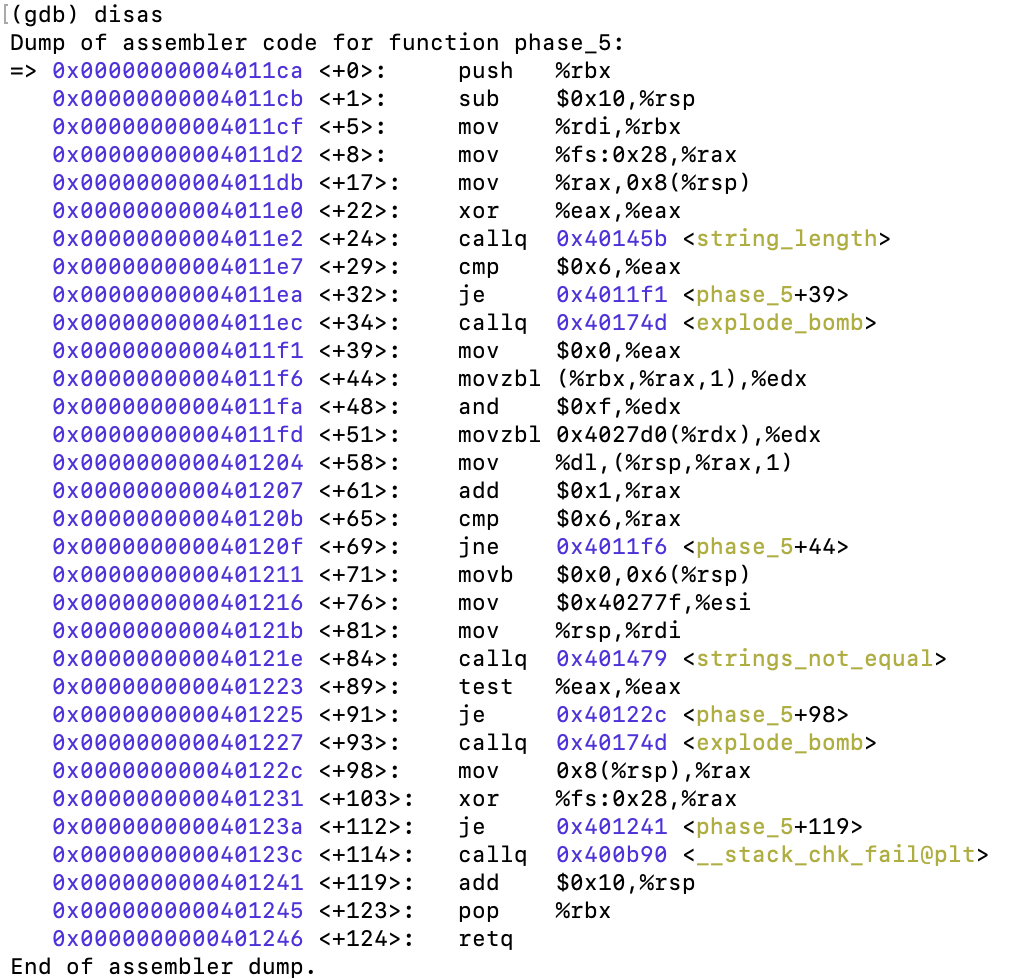 (gdb) disas
Dump of assembler code for function phase_5:
=> 0x00000000004011ca <+0>: push %rbx
0x00000000004011cb <+1>: sub $0x10,%rsp
0x00000000004011cf <+5>: mov %rdi,%rbx
0x00000000004011d2 <+8>: mov %fs:0x28,%rax
0x00000000004011db <+17>: mov %rax,0x8(%rsp)
0x00000000004011e0 <+22>: xor %eax,%eax
0x00000000004011e2 <+24>: callq 0x40145b <string_length>
0x00000000004011e7 <+29>: cmp $0x6,%eax
0x00000000004011ea <+32>: je 0x4011f1 <phase_5+39>
0x00000000004011ec <+34>: callq 0x40174d <explode_bomb>
0x00000000004011f1 <+39>: mov $0x0,%eax
0x00000000004011f6 <+44>: movzbl (%rbx,%rax,1),%edx
0x00000000004011fa <+48>: and $0xf,%edx
0x00000000004011fd <+51>: movzbl 0x4027d0(%rdx),%edx
0x0000000000401204 <+58>: mov %dl,(%rsp,%rax,1)
0x0000000000401207 <+61>: add $0x1,%rax
0x000000000040120b <+65>: cmp $0x6,%rax
0x000000000040120f <+69>: jne 0x4011f6 <phase_5+44>
0x0000000000401211 <+71>: movb $0x0,0x6(%rsp)
0x0000000000401216 <+76>: mov $0x40277f,%esi
0x000000000040121b <+81>: mov %rsp,%rdi
0x000000000040121e <+84>: callq 0x401479 <strings_not_equal>
0x0000000000401223 <+89>: test %eax,%eax
0x0000000000401225 <+91>: je 0x40122c <phase_5+98>
0x0000000000401227 <+93>: callq 0x40174d <explode_bomb>
0x000000000040122c <+98>: mov 0x8(%rsp),%rax
0x0000000000401231 <+103>: xor %fs:0x28,%rax
0x000000000040123a <+112>: je 0x401241 <phase_5+119>
0x000000000040123c <+114>: callq 0x400b90 <__stack_chk_fail@plt>
0x0000000000401241 <+119>: add $0x10,%rsp
0x0000000000401245 <+123>: pop %rbx
0x0000000000401246 <+124>: retq
End of assembler dump.